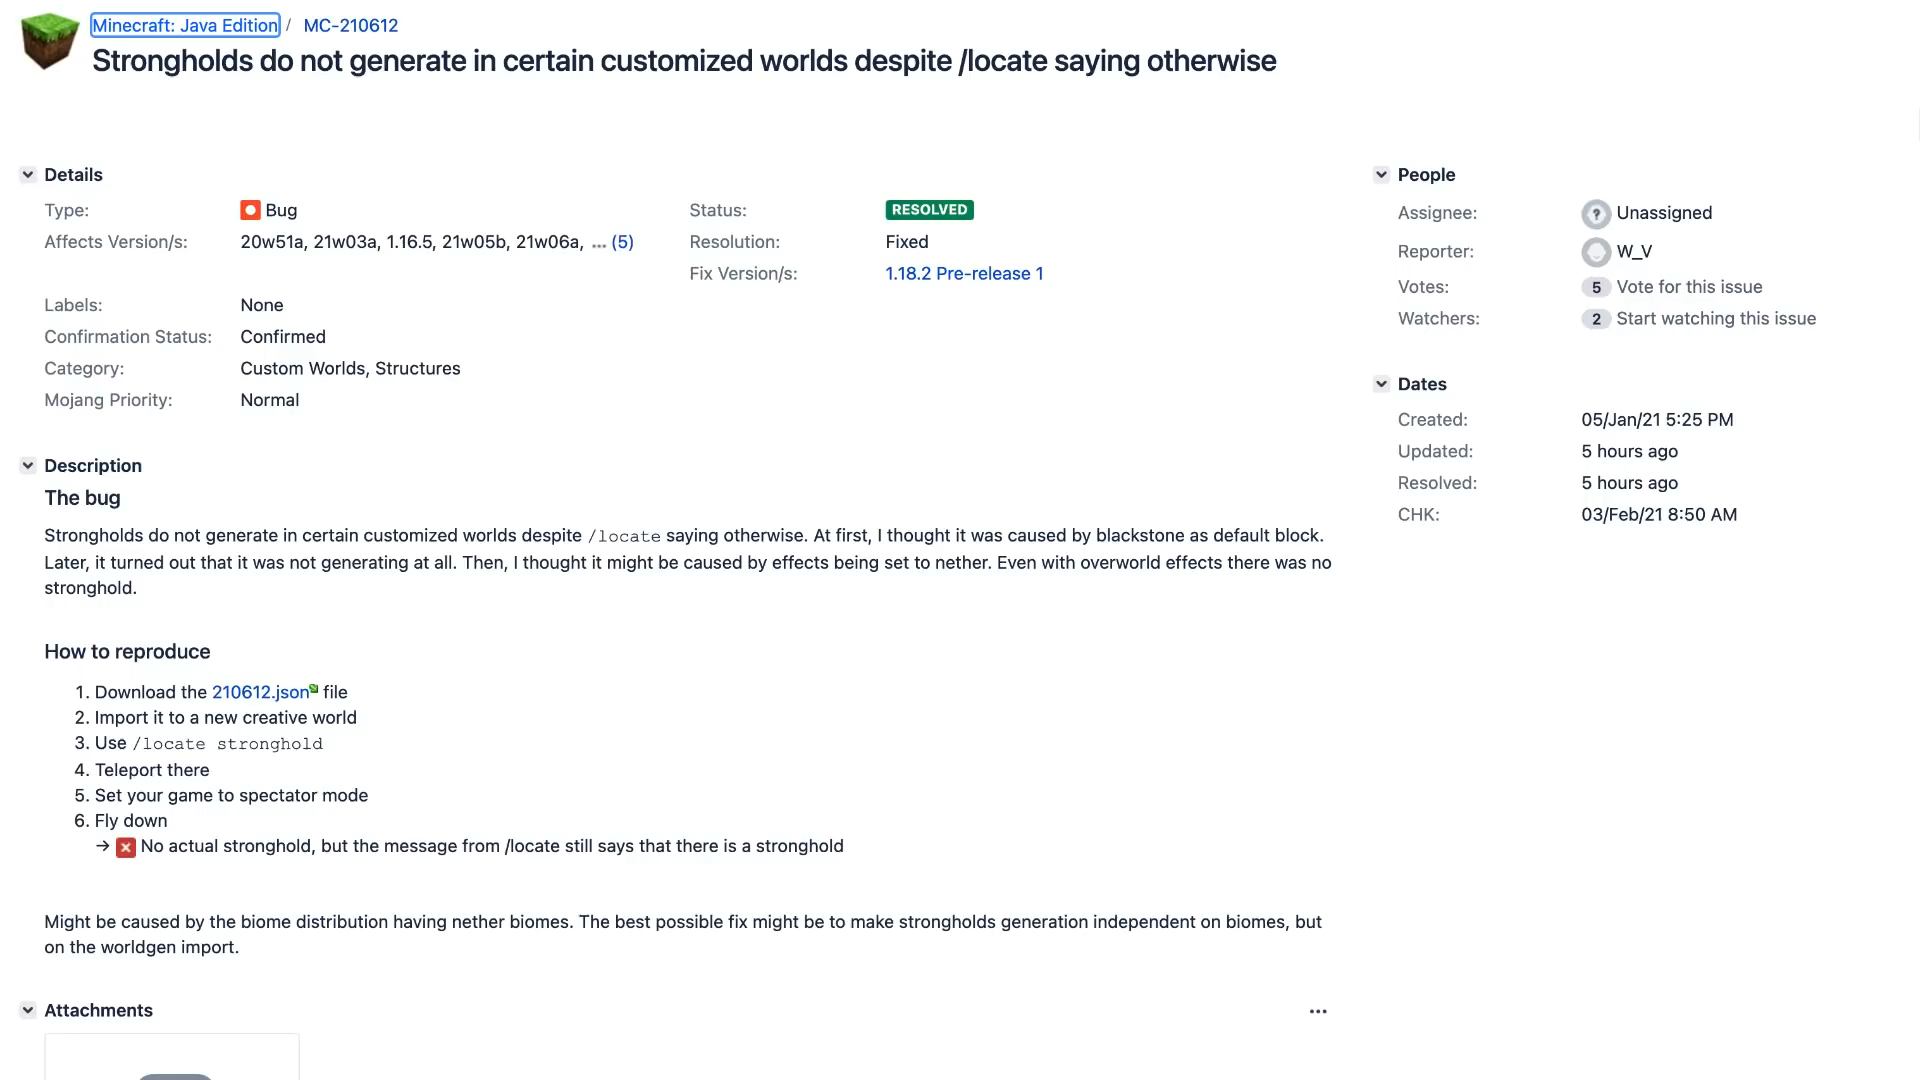 Minecraft: Java Edition / MC-210612
Strongholds do not generate in certain customized worlds despite /locate saying otherwise
Details
Type: Bug
Status: RESOLVED
Affects Version/s: 20w51a, 21w03a, 1.16.5, 21w05b, 21w06a, ... (5)
Resolution: Fixed
Fix Version/s: 1.18.2 Pre-release 1
Labels: None
Confirmation Status: Confirmed
Category: Custom Worlds, Structures
Mojang Priority: Normal
Description
The bug
Strongholds do not generate in certain customized worlds despite /locate saying otherwise. At first, I thought it was caused by blackstone as default block.
Later, it turned out that it was not generating at all. Then, I thought it might be caused by effects being set to nether. Even with overworld effects there was no
stronghold.
How to reproduce
1. Download the 210612.json file
2. Import it to a new creative world
3. Use /locate stronghold
4. Teleport there
5. Set your game to spectator mode
6. Fly down
→ No actual stronghold, but the message from /locate still says that there is a stronghold
Might be caused by the biome distribution having nether biomes. The best possible fix might be to make strongholds generation independent on biomes, but
on the worldgen import.
Attachments
People
Assignee: Unassigned
Reporter: W_V
Votes: 5 Vote for this issue
Watchers: 2 Start watching this issue
Dates
Created: 05/Jan/21 5:25 PM
Updated: 5 hours ago
Resolved: 5 hours ago
CHK: 03/Feb/21 8:50 AM